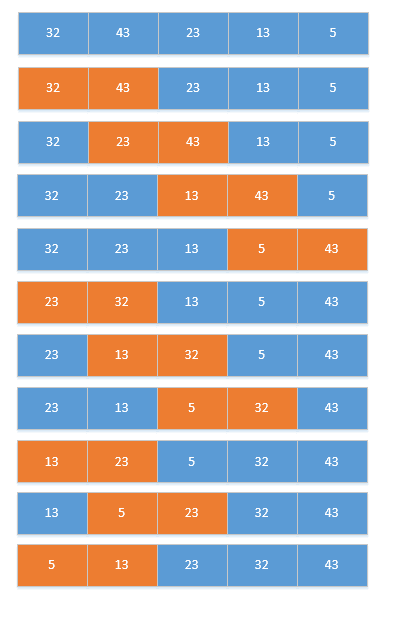 32 43 23 13 5
32 43 23 13 5
32 23 43 13 5
32 23 13 43 5
32 23 13 5 43
23 32 13 5 43
23 13 32 5 43
23 13 5 32 43
13 23 5 32 43
13 5 23 32 43
5 13 23 32 43